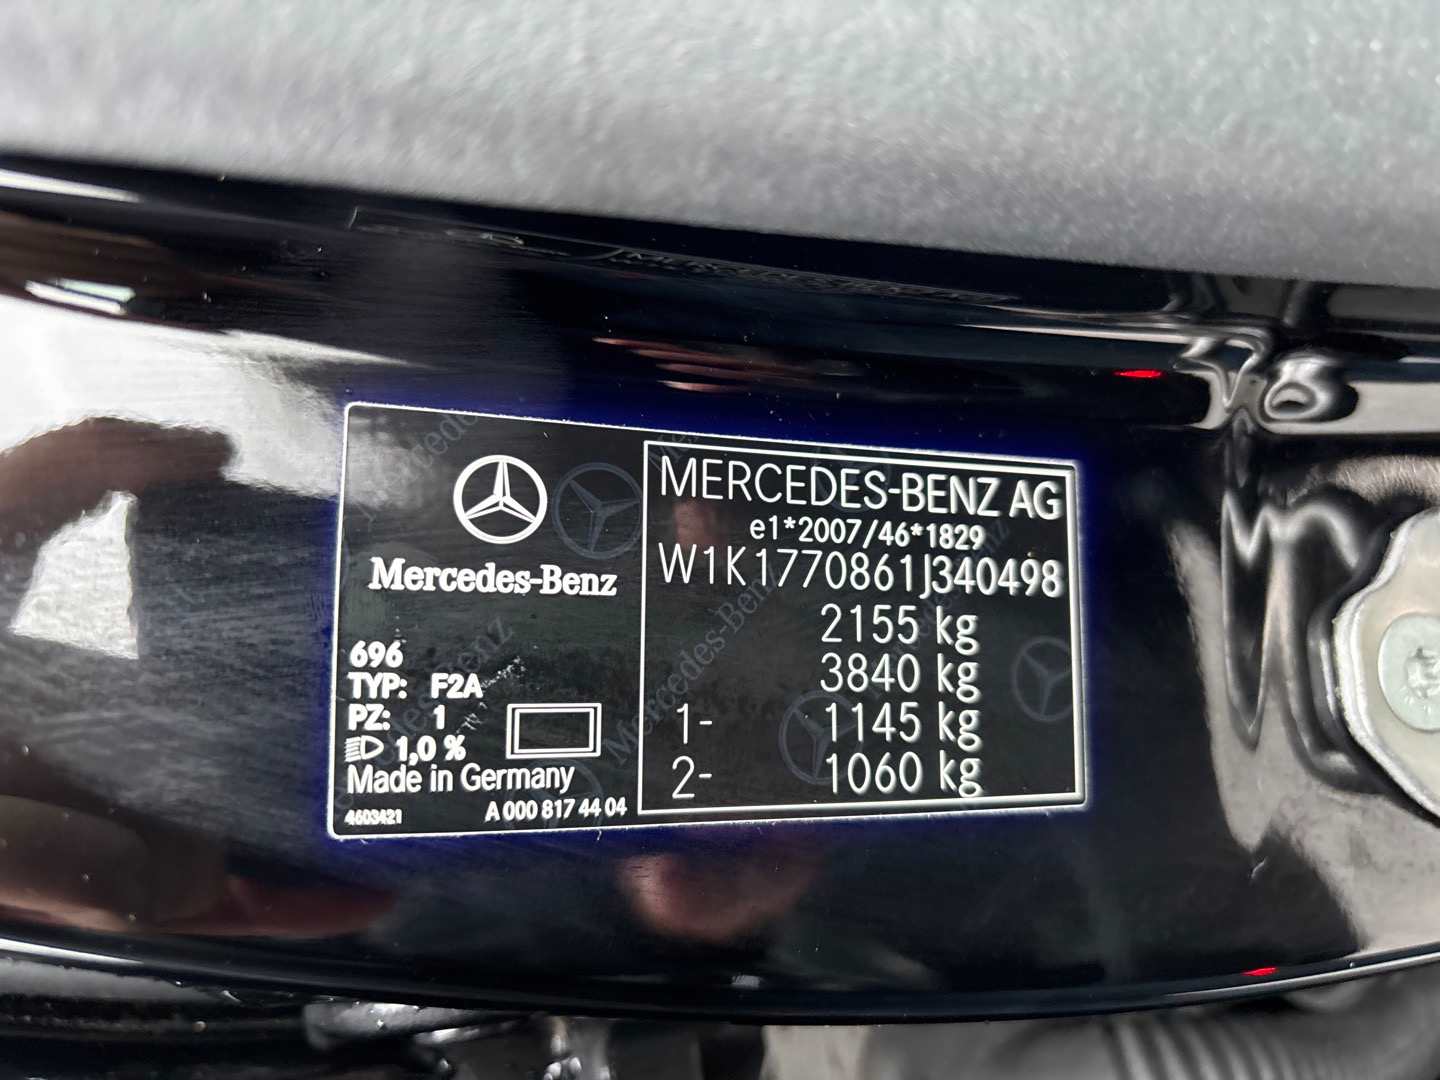 Mercedes-Benz
696
TYP: F2A
PZ: 1
1,0 %
Made in Germany
4603421
A 000 817 44 04
MERCEDES-BENZ AG
e1*2007/46*1829
W1K1770861J340498
2155 kg
3840 kg
1- 1145 kg
2- 1060 kg